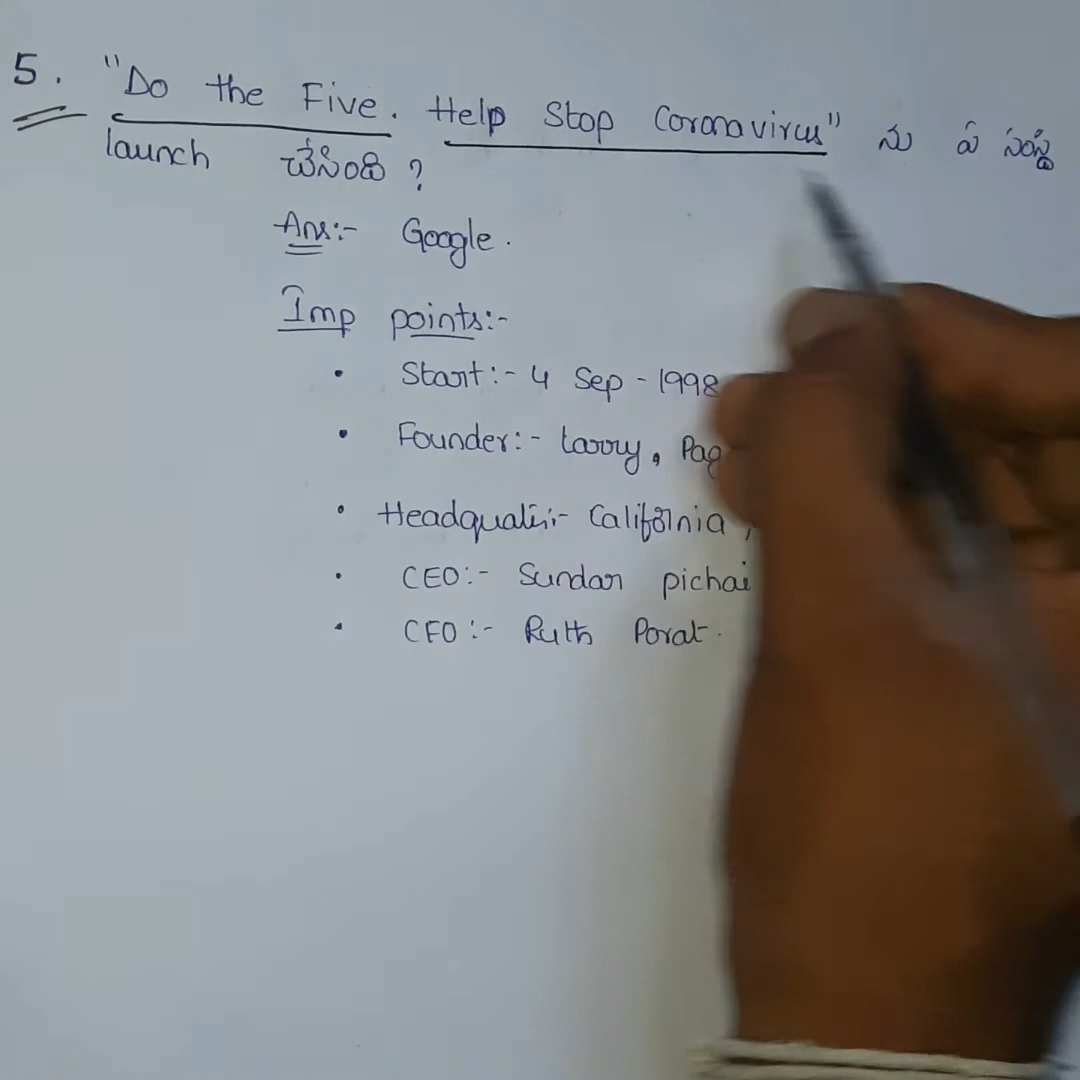 5. "Do the Five. Help Stop Coronavirus" ను ఏ సంస్థ
launch చేసింది ?
Ans:- Google.
Imp points:-
• Start:- 4 Sep - 1998
• Founder:- Larry, Pag
• Headquater:- California,
• CEO:- Sundar pichai
• CFO:- Ruth Porat.